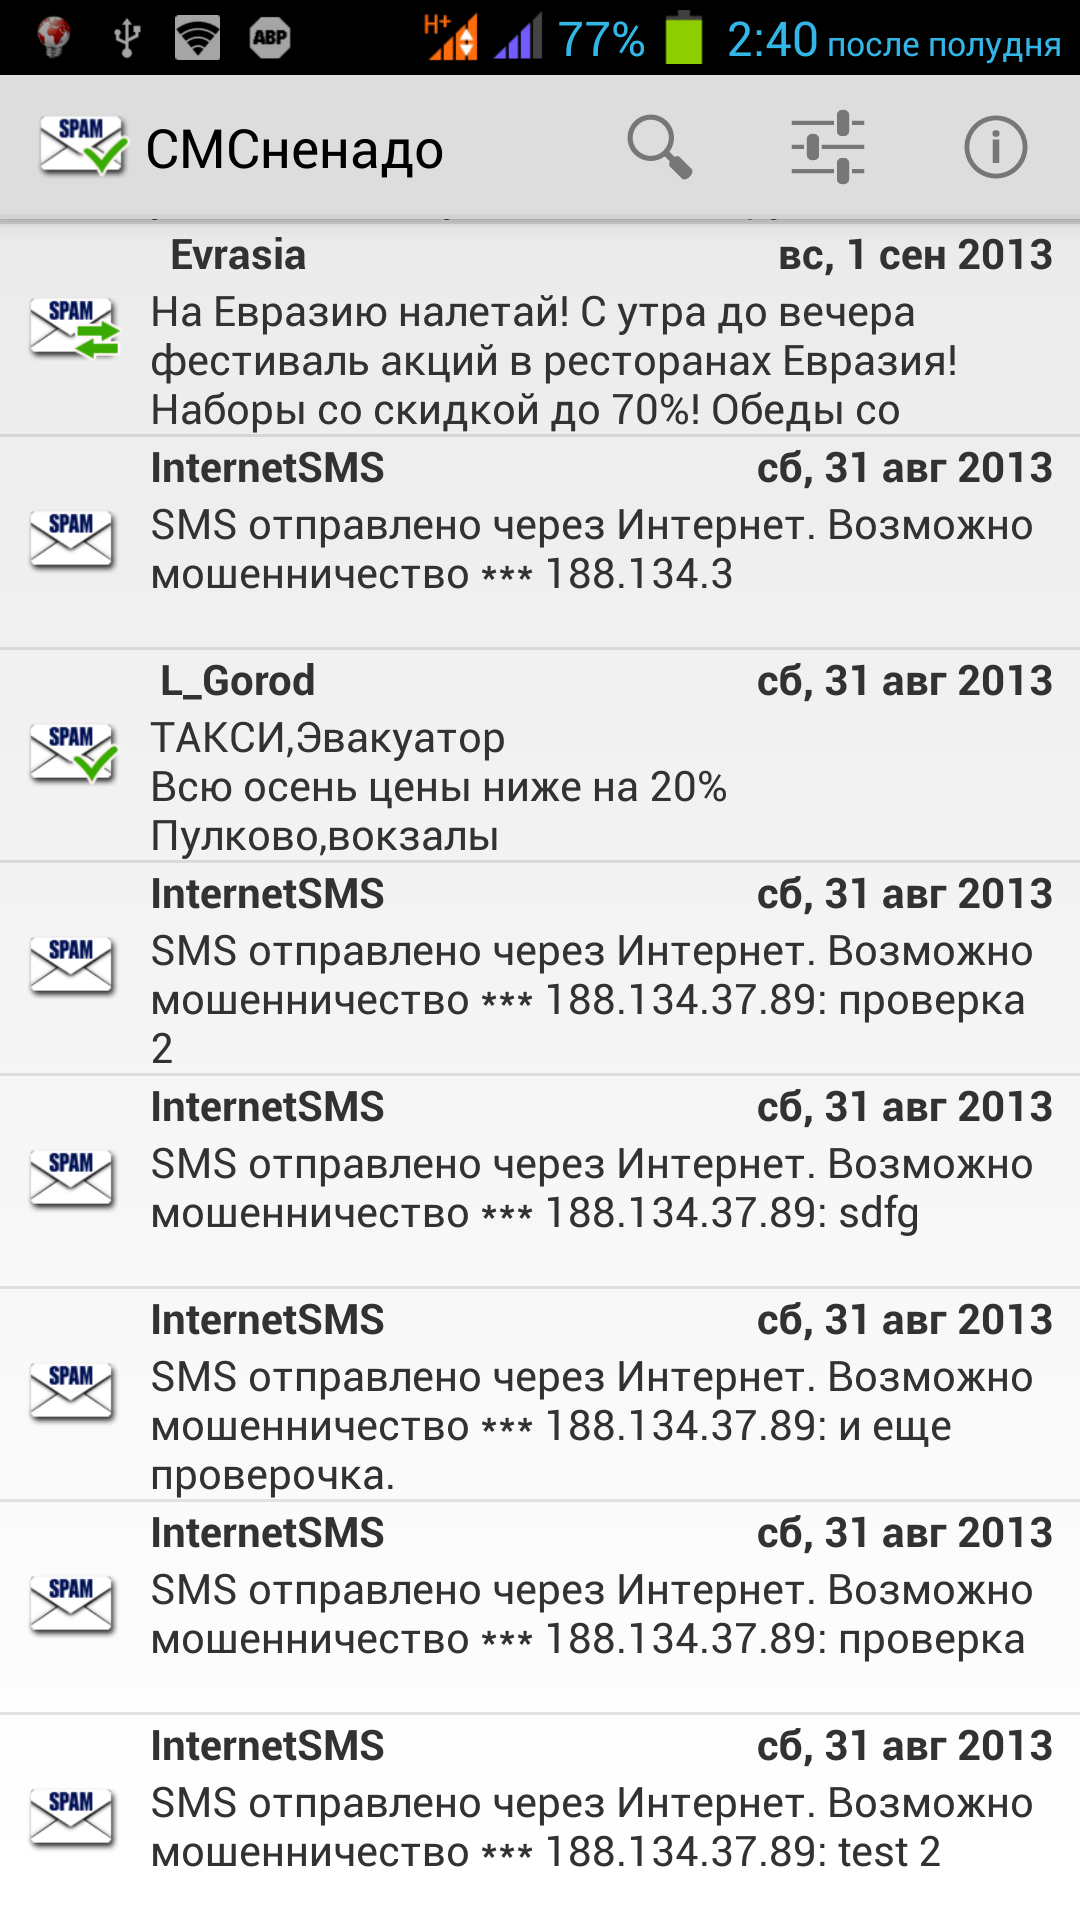 ABP H+ 77% 2:40 после полудня
SPAM СМСненадо i
Evrasia вс, 1 сен 2013
SPAM
На Евразию налетай! С утра до вечера
фестиваль акций в ресторанах Евразия!
Наборы со скидкой до 70%! Обеды со
InternetSMS сб, 31 авг 2013
SPAM
SMS отправлено через Интернет. Возможно
мошенничество *** 188.134.3
L_Gorod сб, 31 авг 2013
SPAM
ТАКСИ,Эвакуатор
Всю осень цены ниже на 20%
Пулково,вокзалы
InternetSMS сб, 31 авг 2013
SPAM
SMS отправлено через Интернет. Возможно
мошенничество *** 188.134.37.89: проверка
2
InternetSMS сб, 31 авг 2013
SPAM
SMS отправлено через Интернет. Возможно
мошенничество *** 188.134.37.89: sdfg
InternetSMS сб, 31 авг 2013
SPAM
SMS отправлено через Интернет. Возможно
мошенничество *** 188.134.37.89: и еще
проверочка.
InternetSMS сб, 31 авг 2013
SPAM
SMS отправлено через Интернет. Возможно
мошенничество *** 188.134.37.89: проверка
InternetSMS сб, 31 авг 2013
SPAM
SMS отправлено через Интернет. Возможно
мошенничество *** 188.134.37.89: test 2